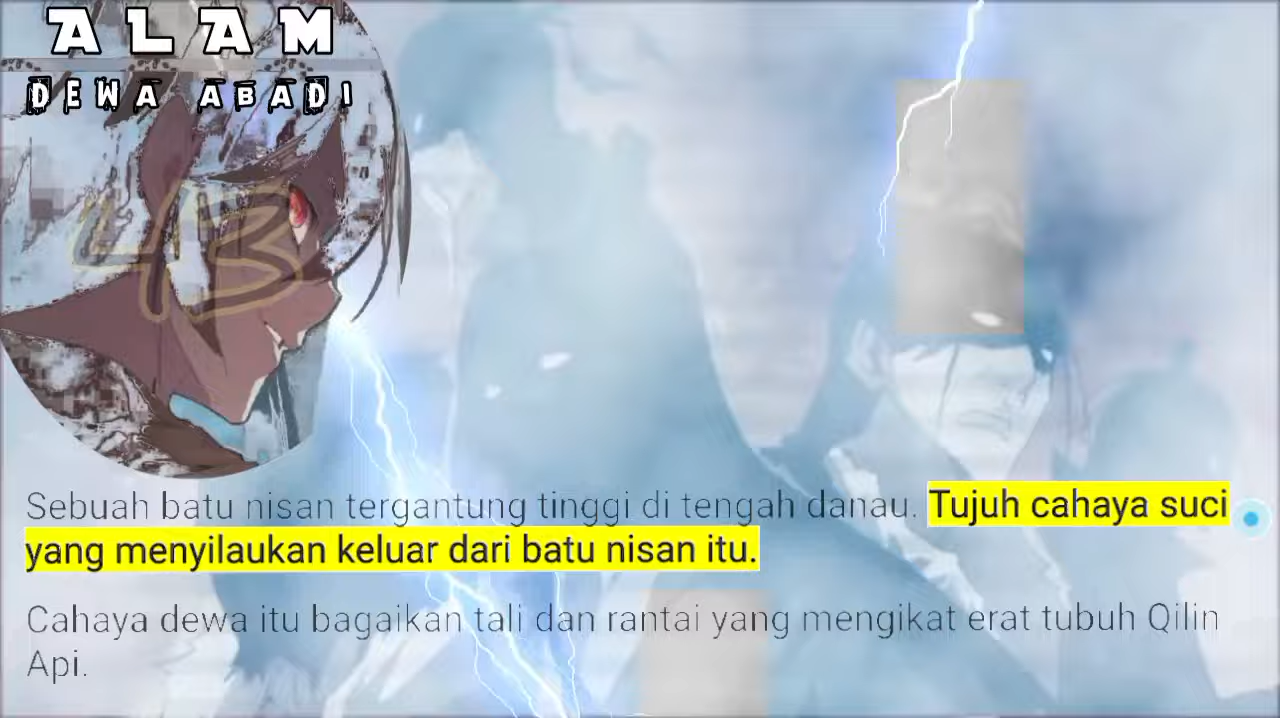 ALAM
DEWA ABADI
43
Sebuah batu nisan tergantung tinggi di tengah danau. Tujuh cahaya suci
yang menyilaukan keluar dari batu nisan itu.
Cahaya dewa itu bagaikan tali dan rantai yang mengikat erat tubuh Qilin
Api.